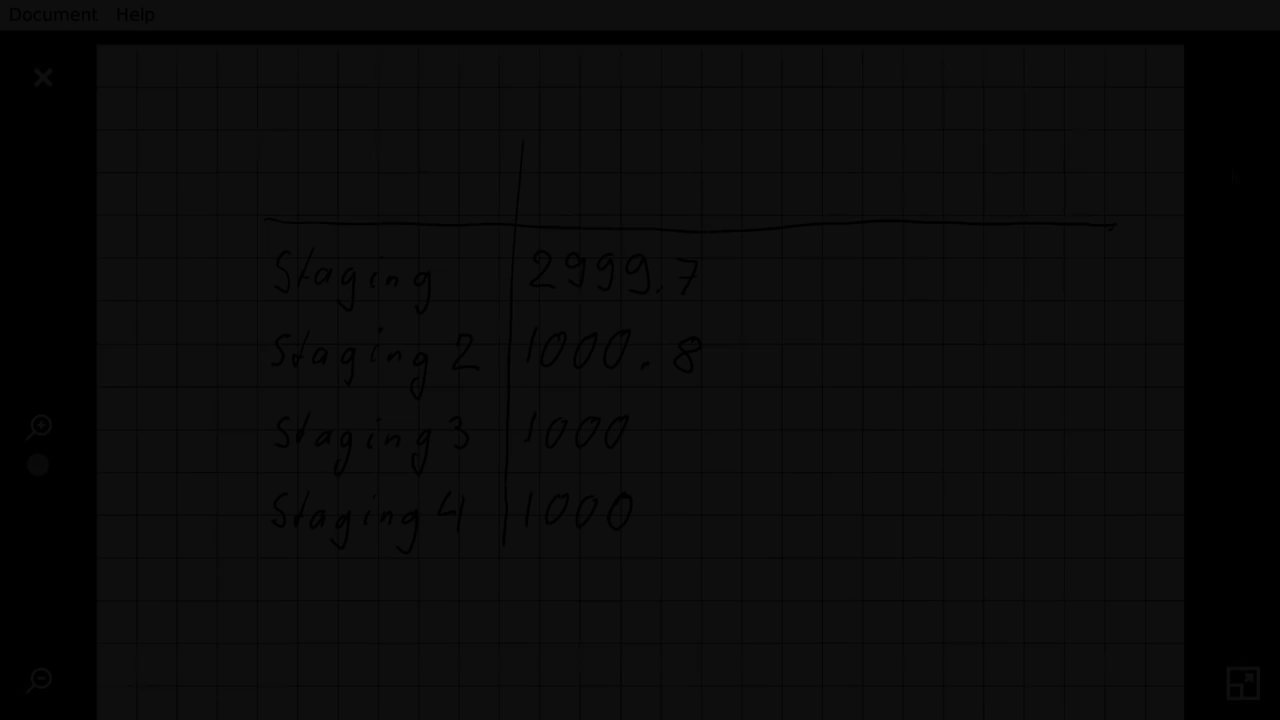 Document Help
Staging 2999.7
Staging 2 1000.8
Staging 3 1000
Staging 4 1000